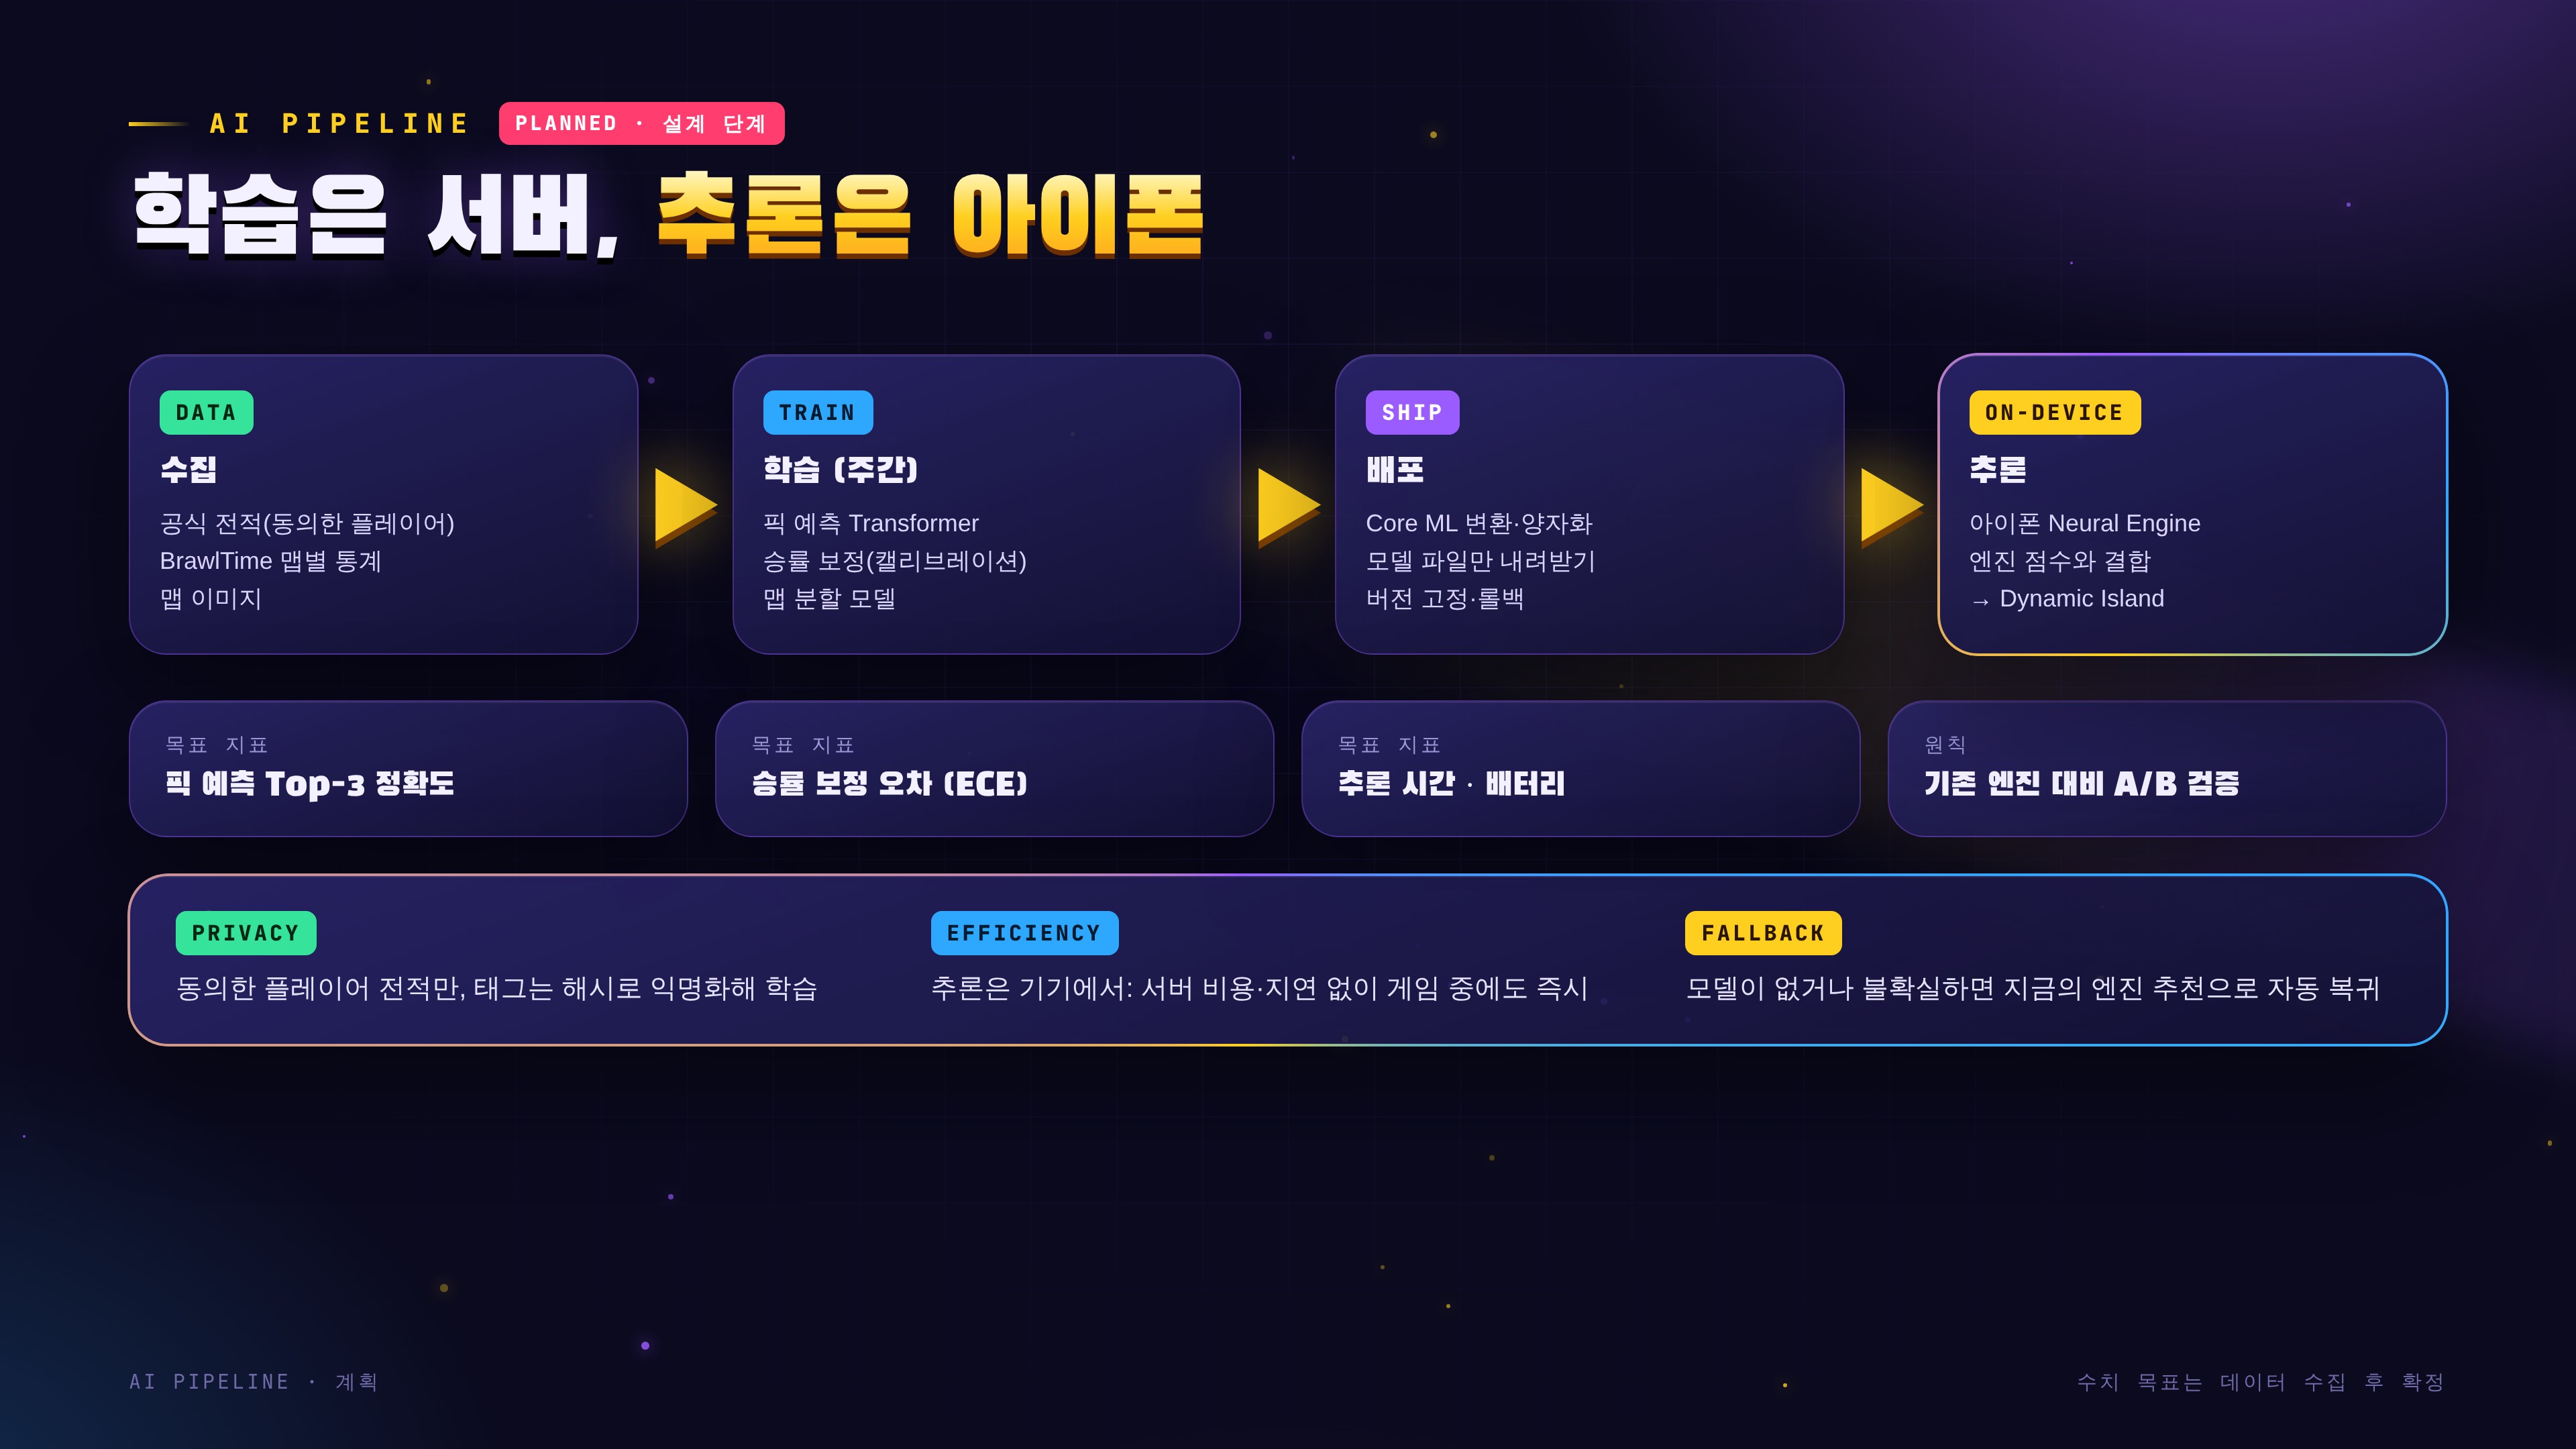 AI PIPELINE PLANNED · 설계 단계
학습은 서버, 추론은 아이폰
DATA
수집
공식 전적(동의한 플레이어)
BrawlTime 맵별 통계
맵 이미지
TRAIN
학습 (주간)
픽 예측 Transformer
승률 보정(캘리브레이션)
맵 분할 모델
SHIP
배포
Core ML 변환·양자화
모델 파일만 내려받기
버전 고정·롤백
ON-DEVICE
추론
아이폰 Neural Engine
엔진 점수와 결합
→ Dynamic Island
목표 지표
픽 예측 Top-3 정확도
목표 지표
승률 보정 오차 (ECE)
목표 지표
추론 시간 · 배터리
원칙
기존 엔진 대비 A/B 검증
PRIVACY
동의한 플레이어 전적만, 태그는 해시로 익명화해 학습
EFFICIENCY
추론은 기기에서: 서버 비용·지연 없이 게임 중에도 즉시
FALLBACK
모델이 없거나 불확실하면 지금의 엔진 추천으로 자동 복귀
AI PIPELINE · 계획
수치 목표는 데이터 수집 후 확정